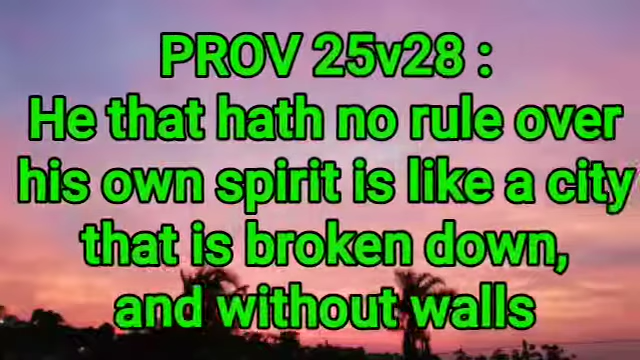 PROV 25v28 :
He that hath no rule over
his own spirit is like a city
that is broken down,
and without walls